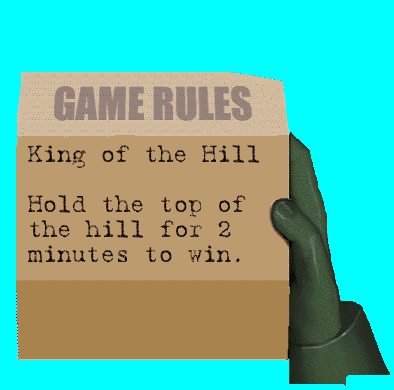 GAME RULES
King of the Hill
Hold the top of
the hill for 2
minutes to win.